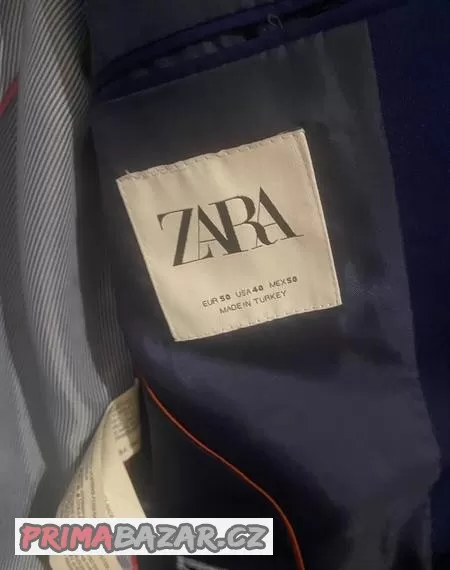 ZARA
EUR 50 USA 40 MEX 50
MADE IN TURKEY
PRIMABAZAR.CZ